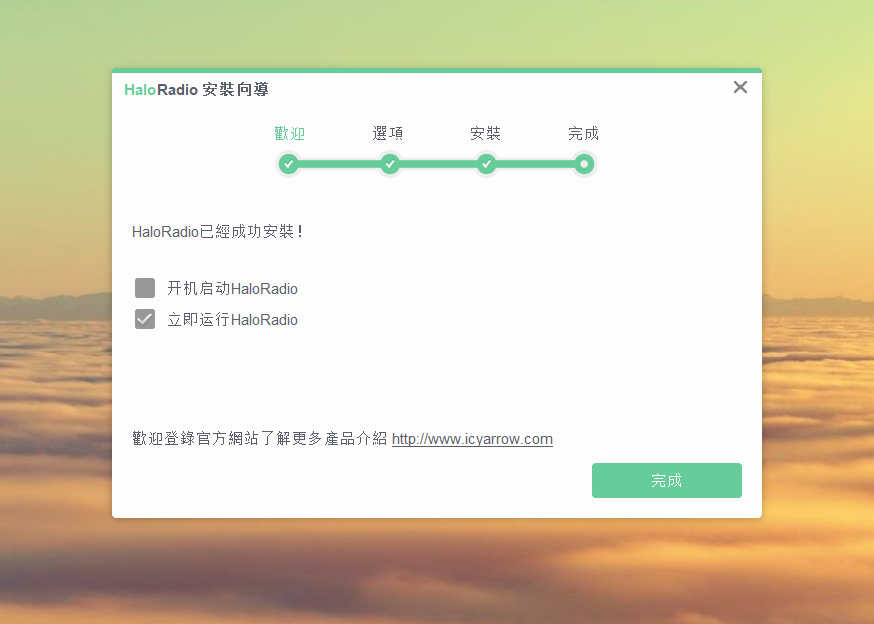 HaloRadio 安裝向導
歡迎 選項 安裝 完成
HaloRadio已經成功安裝！
开机启动HaloRadio
立即运行HaloRadio
歡迎登錄官方網站了解更多產品介紹 http://www.icyarrow.com
完成